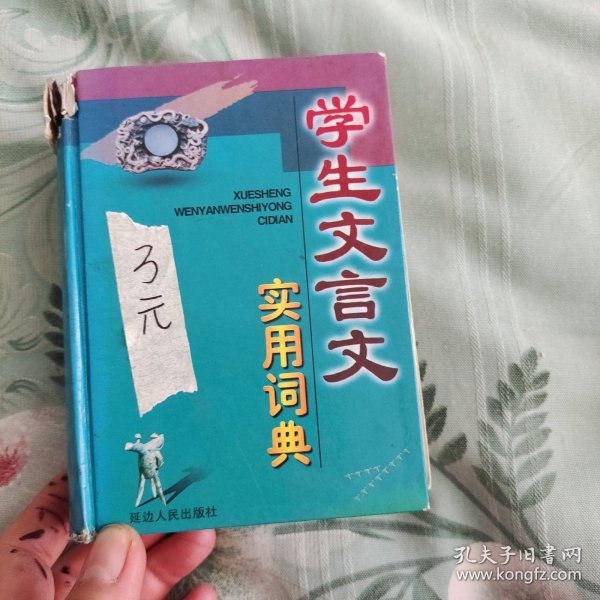 学生文言文
XUESHENG
WENYANWENSHIYONG
CIDIAN
实用词典
3元
延边人民出版社
孔夫子旧书网
www.kongfz.com